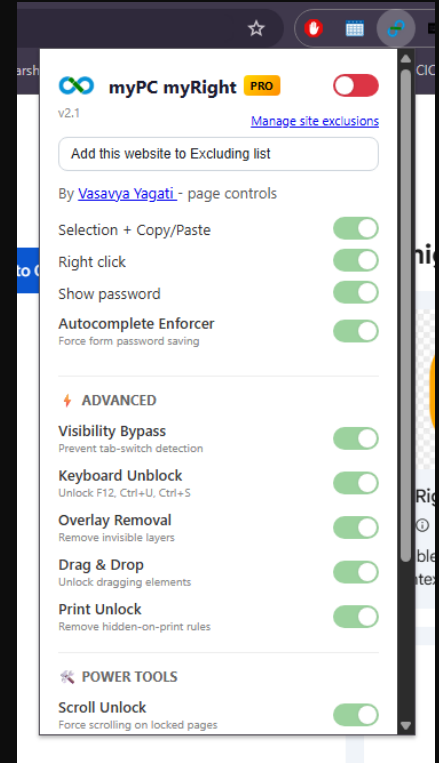 arsh
CIC
myPC myRight PRO
v2.1
Manage site exclusions
Add this website to Excluding list
By Vasavya Yagati - page controls
Selection + Copy/Paste
Right click
to
Show password
Autocomplete Enforcer
Force form password saving
ADVANCED
Visibility Bypass
Prevent tab-switch detection
Keyboard Unblock
Unlock F12, Ctrl+U, Ctrl+S
Overlay Removal
Remove invisible layers
Drag & Drop
Unlock dragging elements
Print Unlock
Remove hidden-on-print rules
POWER TOOLS
Scroll Unlock
Force scrolling on locked pages